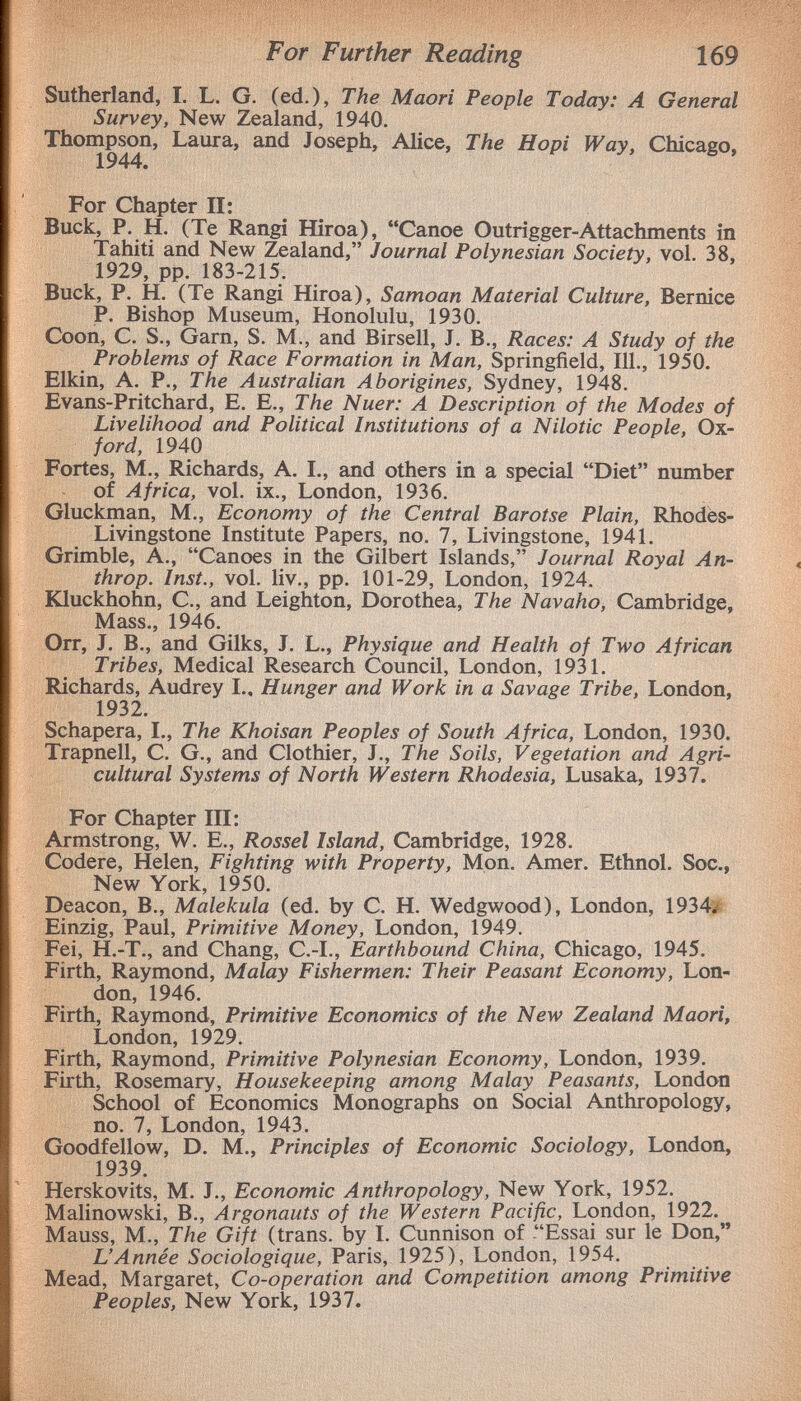 For Further Reading 169
Sutherland, I. L. G. (ed.), The Maori People Today: A General
Survey, New Zealand, 1940.
Thompson, Laura, and Joseph, Alice, The Hopi Way, Chicago,
1944.
For Chapter II:
Buck, P. H. (Te Rangi Hiroa), “Canoe Outrigger-Attachments in
Tahiti and New Zealand,” Journal Polynesian Society, vol. 38,
1929, pp. 183-215.
Buck, P. H. (Te Rangi Hiroa), Samoan Material Culture, Bernice
P. Bishop Museum, Honolulu, 1930.
Coon, C. S., Garn, S. M., and Birsell, J. B., Races: A Study of the
Problems of Race Formation in Man, Springfield, Ill., 1950.
Elkin, A. P., The Australian Aborigines, Sydney, 1948.
Evans-Pritchard, E. E., The Nuer: A Description of the Modes of
Livelihood and Political Institutions of a Nilotic People, Ox-
ford, 1940
Fortes, M., Richards, A. I., and others in a special “Diet” number
of Africa, vol. ix., London, 1936.
Gluckman, M., Economy of the Central Barotse Plain, Rhodes-
Livingstone Institute Papers, no. 7, Livingstone, 1941.
Grimble, A., “Canoes in the Gilbert Islands,” Journal Royal An-
throp. Inst., vol. liv., pp. 101-29, London, 1924.
Kluckhohn, C., and Leighton, Dorothea, The Navaho, Cambridge,
Mass., 1946.
Orr, J. B., and Gilks, J. L., Physique and Health of Two African
Tribes, Medical Research Council, London, 1931.
Richards, Audrey I., Hunger and Work in a Savage Tribe, London,
1932.
Schapera, I., The Khoisan Peoples of South Africa, London, 1930.
Trapnell, C. G., and Clothier, J., The Soils, Vegetation and Agri-
cultural Systems of North Western Rhodesia, Lusaka, 1937.
For Chapter III:
Armstrong, W. E., Rossel Island, Cambridge, 1928.
Codere, Helen, Fighting with Property, Mon. Amer. Ethnol. Soc.,
New York, 1950.
Deacon, B., Malekula (ed. by C. H. Wedgwood), London, 1934.
Einzig, Paul, Primitive Money, London, 1949.
Fei, H.-T., and Chang, C.-I., Earthbound China, Chicago, 1945.
Firth, Raymond, Malay Fishermen: Their Peasant Economy, Lon-
don, 1946.
Firth, Raymond, Primitive Economics of the New Zealand Maori,
London, 1929.
Firth, Raymond, Primitive Polynesian Economy, London, 1939.
Firth, Rosemary, Housekeeping among Malay Peasants, London
School of Economics Monographs on Social Anthropology,
no. 7, London, 1943.
Goodfellow, D. M., Principles of Economic Sociology, London,
1939.
Herskovits, M. J., Economic Anthropology, New York, 1952.
Malinowski, B., Argonauts of the Western Pacific, London, 1922.
Mauss, M., The Gift (trans. by I. Cunnison of “Essai sur le Don,”
L’Année Sociologique, Paris, 1925), London, 1954.
Mead, Margaret, Co-operation and Competition among Primitive
Peoples, New York, 1937.